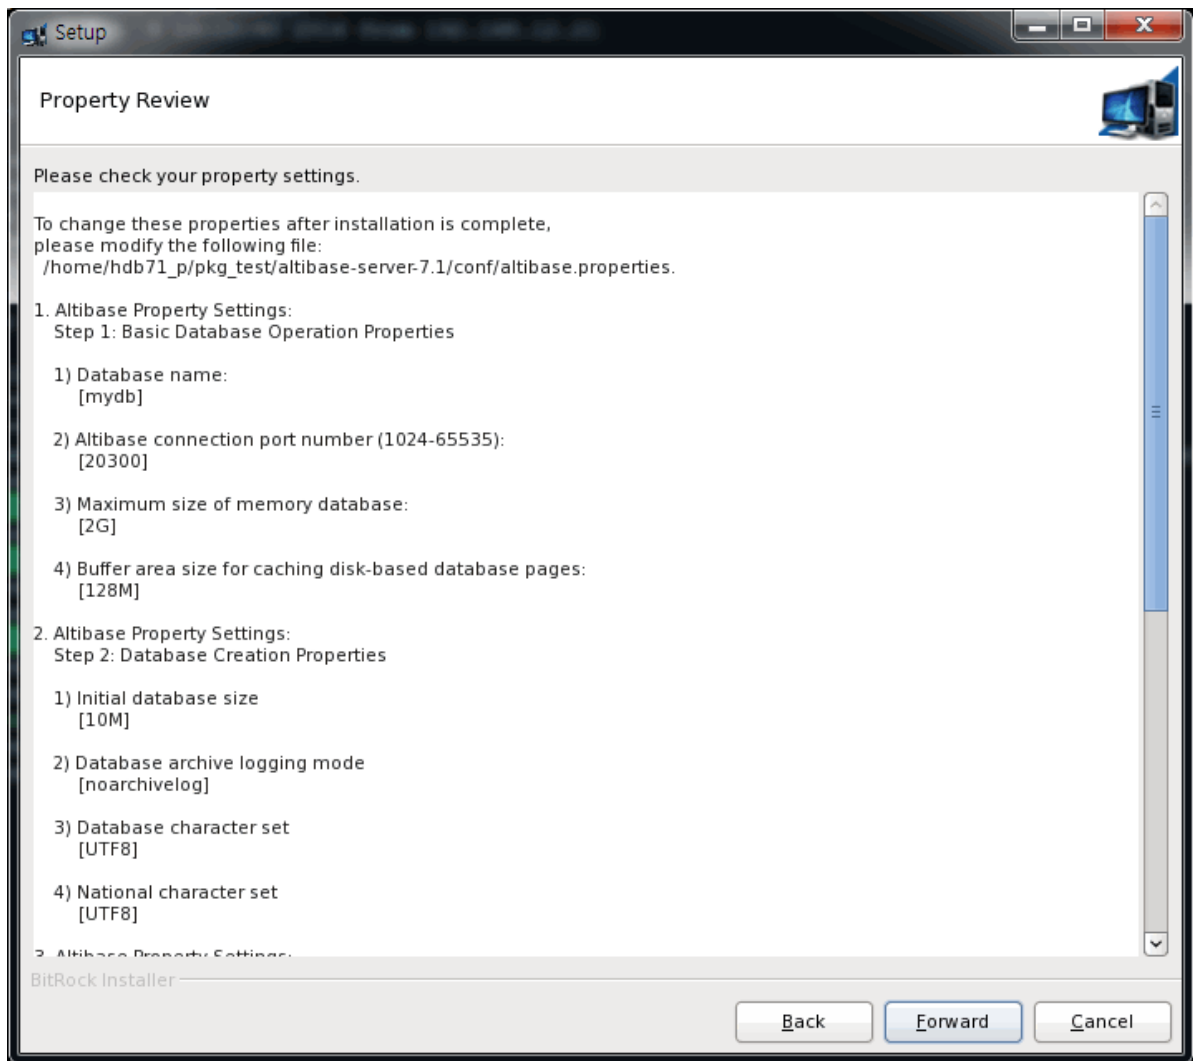 Setup
Property Review
Please check your property settings.
To change these properties after installation is complete,
please modify the following file:
/home/hdb71_p/pkg_test/altibase-server-7.1/conf/altibase.properties.
1. Altibase Property Settings:
Step 1: Basic Database Operation Properties
1) Database name:
[mydb]
2) Altibase connection port number (1024-65535):
[20300]
3) Maximum size of memory database:
[2G]
4) Buffer area size for caching disk-based database pages:
[128M]
2. Altibase Property Settings:
Step 2: Database Creation Properties
1) Initial database size
[10M]
2) Database archive logging mode
[noarchivelog]
3) Database character set
[UTF8]
4) National character set
[UTF8]
3. Altibase Property Settings:
BitRock Installer
Back
Forward
Cancel